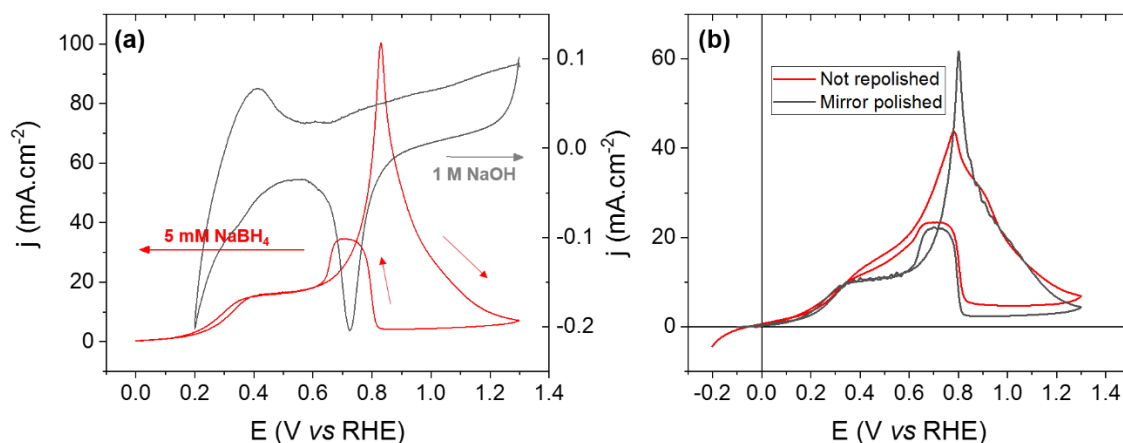 (a)
100
80
60
40
20
0
j (mA.cm-2)
5 mM NaBH4
1 M NaOH
0.1
0.0
-0.1
-0.2
j (mA.cm-2)
0.0 0.2 0.4 0.6 0.8 1.0 1.2 1.4
E (V vs RHE)
(b)
60
40
20
0
j (mA.cm-2)
Not repolished
Mirror polished
-0.2 0.0 0.2 0.4 0.6 0.8 1.0 1.2 1.4
E (V vs RHE)